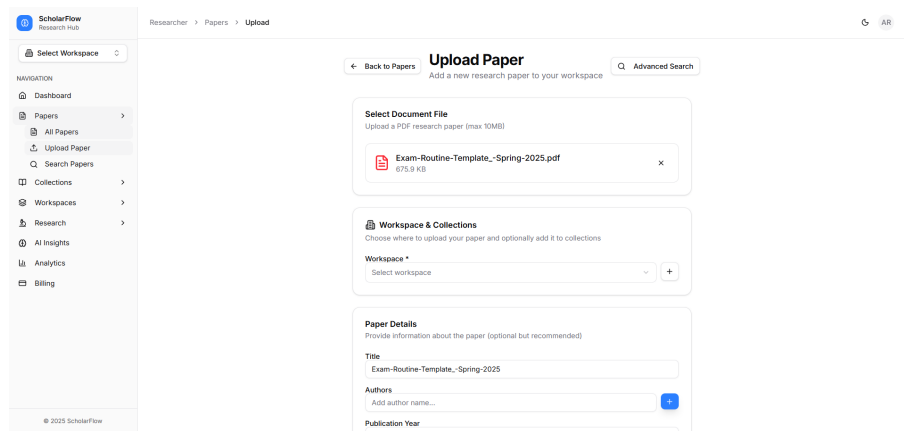 ScholarFlow
Research Hub
Select Workspace
NAVIGATION
Dashboard
Papers
All Papers
Upload Paper
Search Papers
Collections
Workspaces
Research
AI Insights
Analytics
Billing
© 2025 ScholarFlow
Researcher > Papers > Upload
AR
Back to Papers
Upload Paper
Add a new research paper to your workspace
Advanced Search
Select Document File
Upload a PDF research paper (max 10MB)
Exam-Routine-Template_-Spring-2025.pdf
675.9 KB
Workspace & Collections
Choose where to upload your paper and optionally add it to collections
Workspace *
Select workspace
Paper Details
Provide information about the paper (optional but recommended)
Title
Exam-Routine-Template_-Spring-2025
Authors
Add author name...
Publication Year